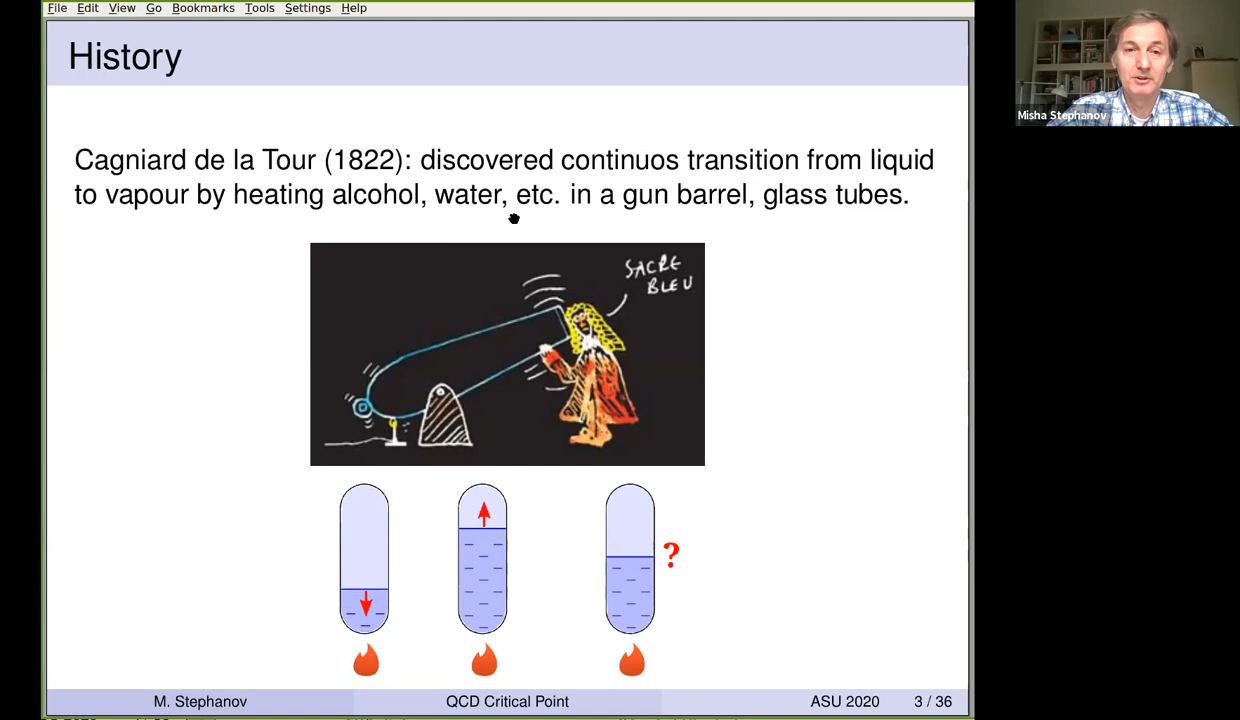 File Edit View Go Bookmarks Tools Settings Help
History
Misha Stephanov
Cagniard de la Tour (1822): discovered continuos transition from liquid
to vapour by heating alcohol, water, etc. in a gun barrel, glass tubes.
SACRE
BLEU
?
M. Stephanov QCD Critical Point ASU 2020 3 / 36